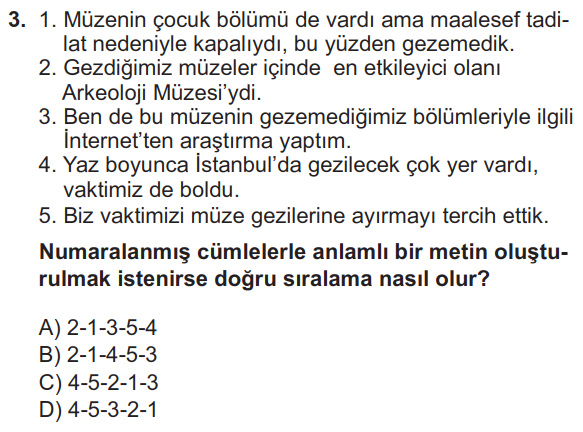 3. 1. Müzenin çocuk bölümü de vardı ama maalesef tadi-
lat nedeniyle kapalıydı, bu yüzden gezemedik.
2. Gezdiğimiz müzeler içinde en etkileyici olanı
Arkeoloji Müzesi’ydi.
3. Ben de bu müzenin gezemediğimiz bölümleriyle ilgili
İnternet’ten araştırma yaptım.
4. Yaz boyunca İstanbul’da gezilecek çok yer vardı,
vaktimiz de boldu.
5. Biz vaktimizi müze gezilerine ayırmayı tercih ettik.
Numaralanmış cümlelerle anlamlı bir metin oluştu-
rulmak istenirse doğru sıralama nasıl olur?
A) 2-1-3-5-4
B) 2-1-4-5-3
C) 4-5-2-1-3
D) 4-5-3-2-1